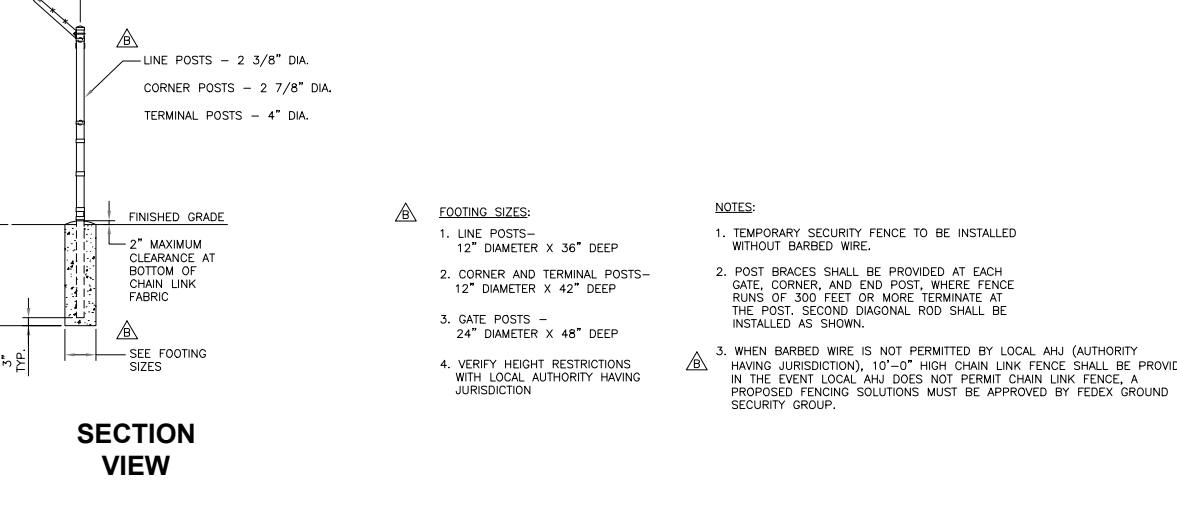 B
LINE POSTS – 2 3/8" DIA.
CORNER POSTS – 2 7/8" DIA.
TERMINAL POSTS – 4" DIA.
FINISHED GRADE
2" MAXIMUM
CLEARANCE AT
BOTTOM OF
CHAIN LINK
FABRIC
B
SEE FOOTING
SIZES
3"
TYP.
SECTION
VIEW
B
FOOTING SIZES:
1. LINE POSTS–
12" DIAMETER X 36" DEEP
2. CORNER AND TERMINAL POSTS–
12" DIAMETER X 42" DEEP
3. GATE POSTS –
24" DIAMETER X 48" DEEP
4. VERIFY HEIGHT RESTRICTIONS
WITH LOCAL AUTHORITY HAVING
JURISDICTION
NOTES:
1. TEMPORARY SECURITY FENCE TO BE INSTALLED
WITHOUT BARBED WIRE.
2. POST BRACES SHALL BE PROVIDED AT EACH
GATE, CORNER, AND END POST, WHERE FENCE
RUNS OF 300 FEET OR MORE TERMINATE AT
THE POST. SECOND DIAGONAL ROD SHALL BE
INSTALLED AS SHOWN.
B
3. WHEN BARBED WIRE IS NOT PERMITTED BY LOCAL AHJ (AUTHORITY
HAVING JURISDICTION), 10'–0" HIGH CHAIN LINK FENCE SHALL BE PROVID
IN THE EVENT LOCAL AHJ DOES NOT PERMIT CHAIN LINK FENCE, A
PROPOSED FENCING SOLUTIONS MUST BE APPROVED BY FEDEX GROUND
SECURITY GROUP.